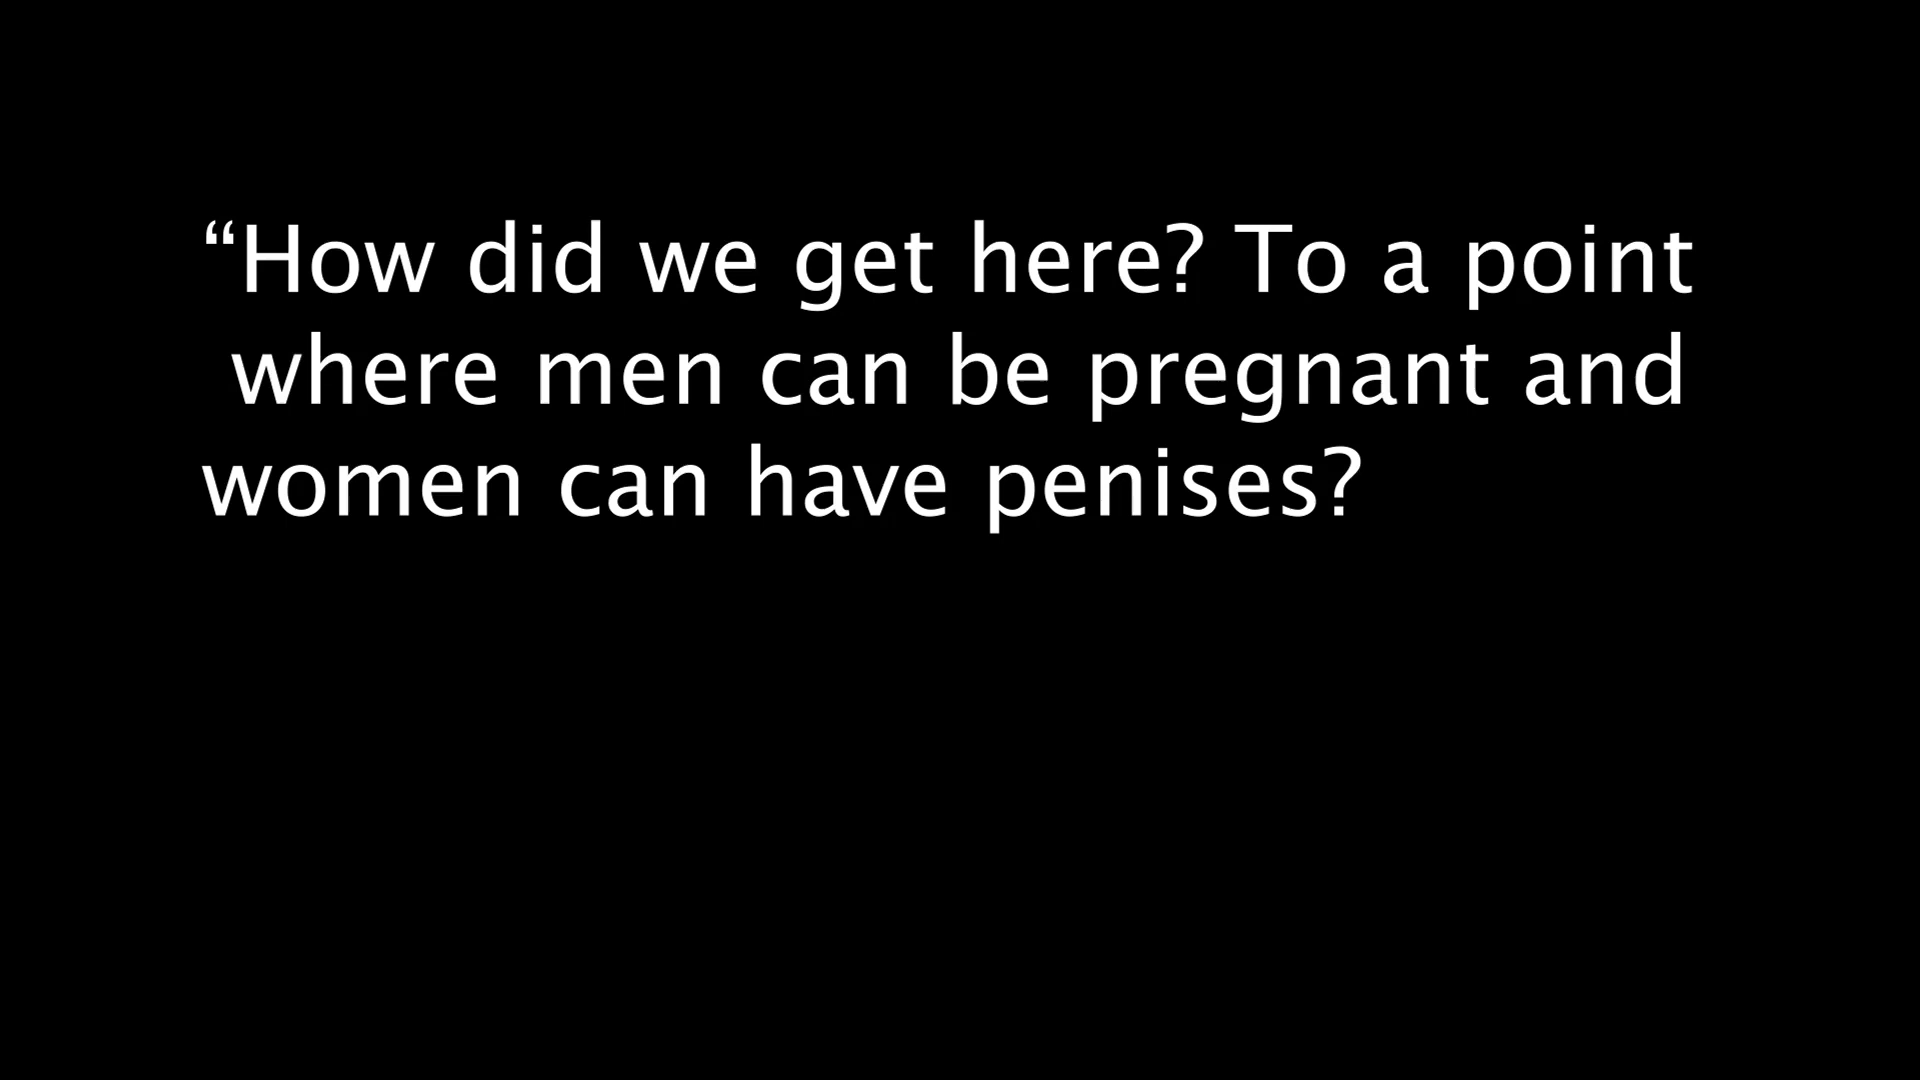 “How did we get here? To a point
where men can be pregnant and
women can have penises?